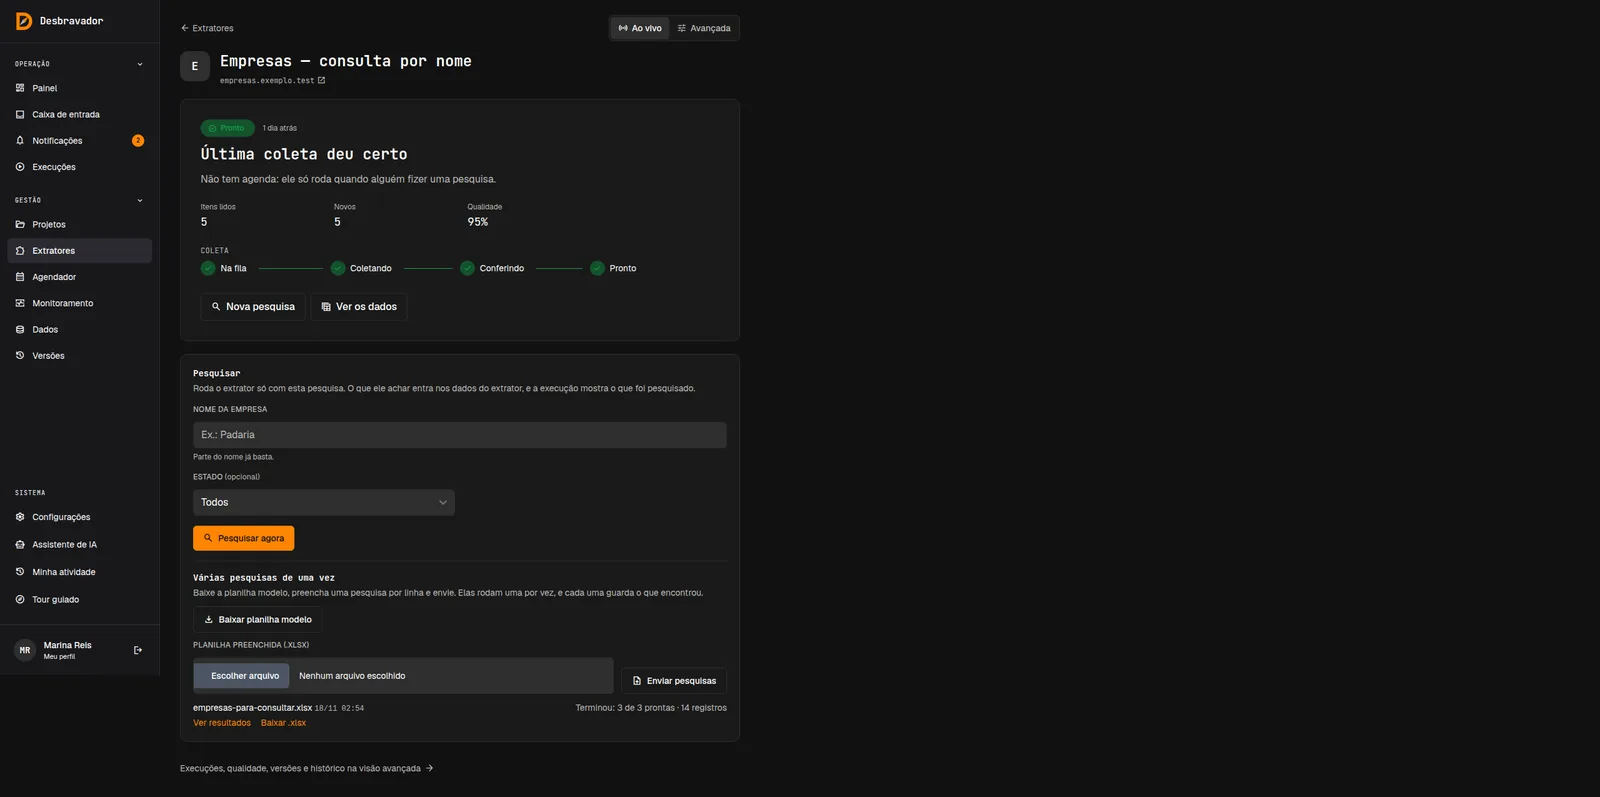 Desbravador
OPERAÇÃO
Painel
Caixa de entrada
Notificações 2
Execuções
GESTÃO
Projetos
Extratores
Agendador
Monitoramento
Dados
Versões
SISTEMA
Configurações
Assistente de IA
Minha atividade
Tour guiado
MR
Marina Reis
Meu perfil
Extratores
Ao vivo
Avançada
E
Empresas — consulta por nome
empresas.exemplo.test
Pronto
1 dia atrás
Última coleta deu certo
Não tem agenda: ele só roda quando alguém fizer uma pesquisa.
Itens lidos
5
Novos
5
Qualidade
95%
COLETA
Na fila
Coletando
Conferindo
Pronto
Nova pesquisa
Ver os dados
Pesquisar
Roda o extrator só com esta pesquisa. O que ele achar entra nos dados do extrator, e a execução mostra o que foi pesquisado.
NOME DA EMPRESA
Ex.: Padaria
Parte do nome já basta.
ESTADO (opcional)
Todos
Pesquisar agora
Várias pesquisas de uma vez
Baixe a planilha modelo, preencha uma pesquisa por linha e envie. Elas rodam uma por vez, e cada uma guarda o que encontrou.
Baixar planilha modelo
PLANILHA PREENCHIDA (.XLSX)
Escolher arquivo
Nenhum arquivo escolhido
Enviar pesquisas
empresas-para-consultar.xlsx 18/11 02:54
Terminou: 3 de 3 prontas · 14 registros
Ver resultados
Baixar .xlsx
Execuções, qualidade, versões e histórico na visão avançada